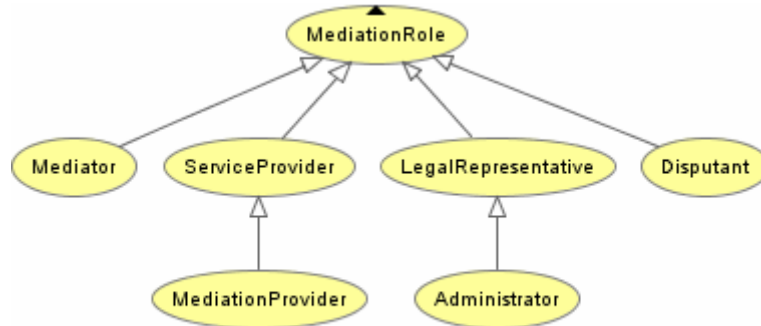 MediationRole
Mediator
ServiceProvider
LegalRepresentative
Disputant
MediationProvider
Administrator